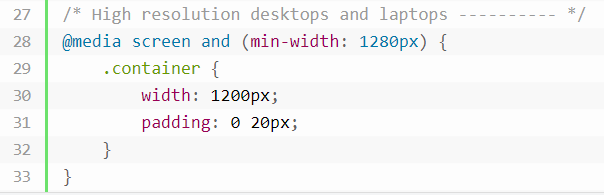 27 /* High resolution desktops and laptops ---------- */
28 @media screen and (min-width: 1280px) {
29     .container {
30         width: 1200px;
31         padding: 0 20px;
32     }
33 }